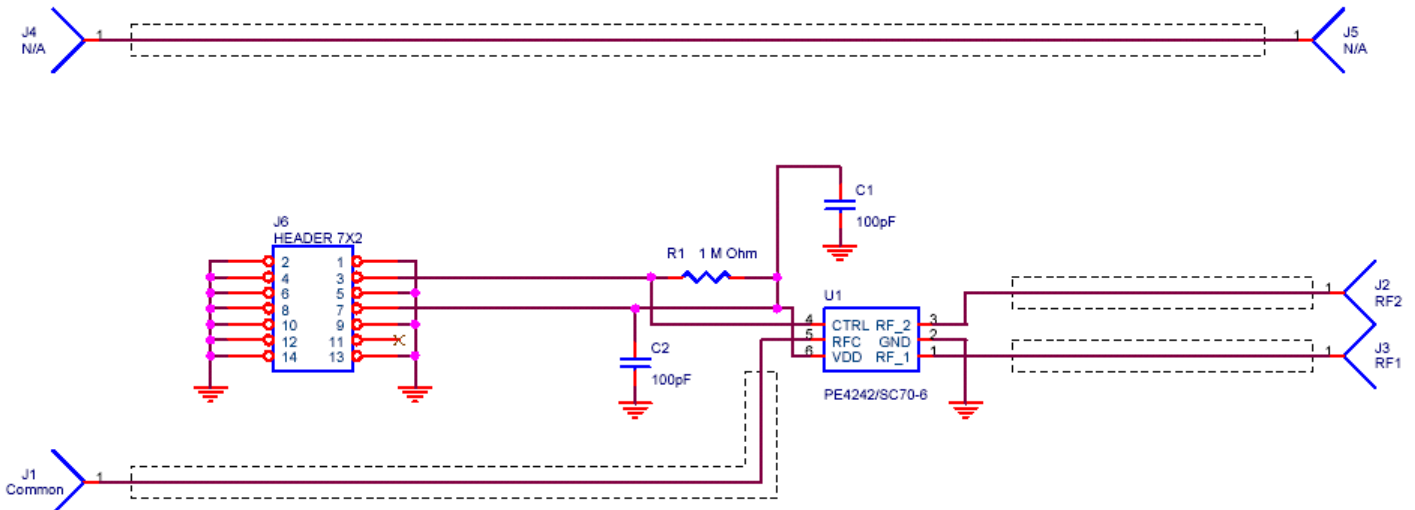 J4
N/A
1
1
J5
N/A
C1
100pF
J6
HEADER 7X2
R1 1 M Ohm
2 1
4 3
6 5
8 7
10 9
12 11
14 13
U1
4 CTRL RF_2 3
5 RFC GND 2
6 VDD RF_1 1
PE4242/SC70-6
C2
100pF
1
J2
RF2
1
J3
RF1
J1
Common
1